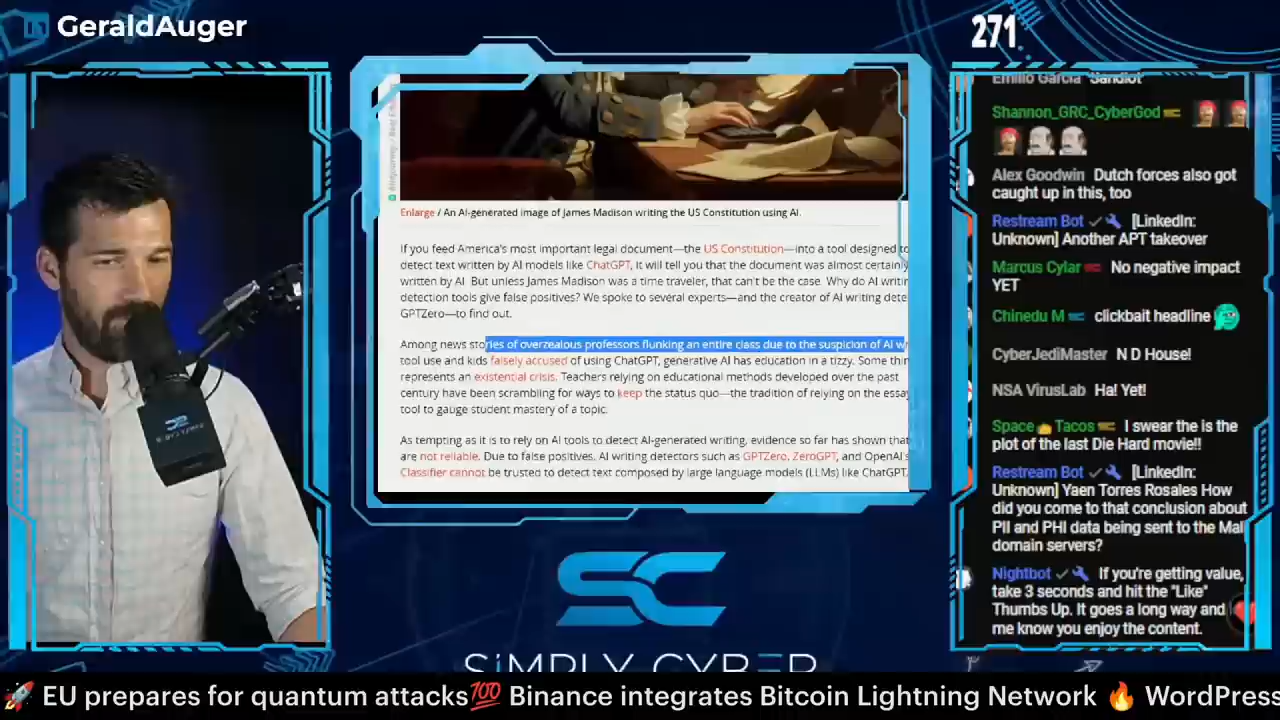 GeraldAuger
271
Enlarge / An AI-generated image of James Madison writing the US Constitution using AI.
If you feed America's most important legal document—the US Constitution—into a tool designed to
detect text written by AI models like ChatGPT, it will tell you that the document was almost certainly
written by AI. But unless James Madison was a time traveler, that can't be the case. Why do AI writin
detection tools give false positives? We spoke to several experts—and the creator of AI writing dete
GPTZero—to find out.
Among news stories of overzealous professors flunking an entire class due to the suspicion of AI w
tool use and kids falsely accused of using ChatGPT, generative AI has education in a tizzy. Some thin
represents an existential crisis. Teachers relying on educational methods developed over the past
century have been scrambling for ways to keep the status quo—the tradition of relying on the essay
tool to gauge student mastery of a topic.
As tempting as it is to rely on AI tools to detect AI-generated writing, evidence so far has shown that
are not reliable. Due to false positives, AI writing detectors such as GPTZero, ZeroGPT, and OpenAI's
Classifier cannot be trusted to detect text composed by large language models (LLMs) like ChatGPT.
SC
SIMPLY CYBER
Emilio Garcia Sandlot
Shannon_GRC_CyberGod
Alex Goodwin Dutch forces also got
caught up in this, too
Restream Bot [LinkedIn:
Unknown] Another APT takeover
Marcus Cylar No negative impact
YET
Chinedu M clickbait headline
CyberJediMaster N D House!
NSA VirusLab Ha! Yet!
Space Tacos I swear the is the
plot of the last Die Hard movie!!
Restream Bot [LinkedIn:
Unknown] Yaen Torres Rosales How
did you come to that conclusion about
PII and PHI data being sent to the Mal
domain servers?
Nightbot If you're getting value,
take 3 seconds and hit the "Like"
Thumbs Up. It goes a long way and
me know you enjoy the content.
🚀 EU prepares for quantum attacks💯 Binance integrates Bitcoin Lightning Network 🔥 WordPress